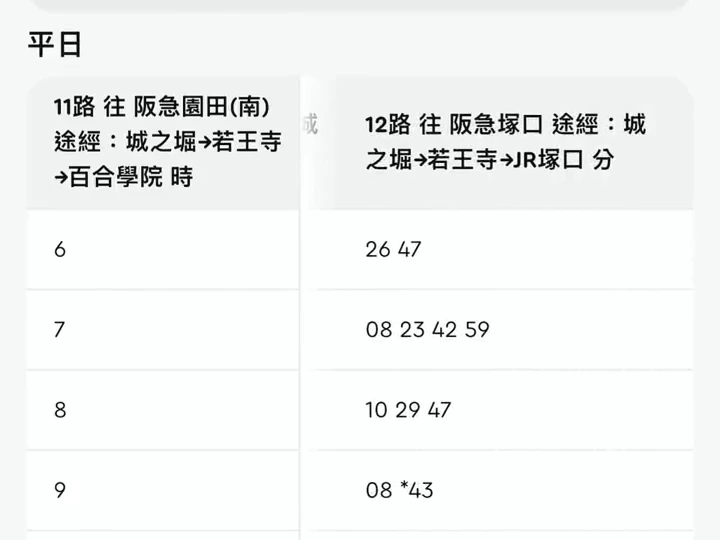 平日
11路 往 阪急園田(南)
途經：城之堀→若王寺
→百合學院 時
成
12路 往 阪急塚口 途經：城
之堀→若王寺→JR塚口 分
6
26 47
7
08 23 42 59
8
10 29 47
9
08 *43